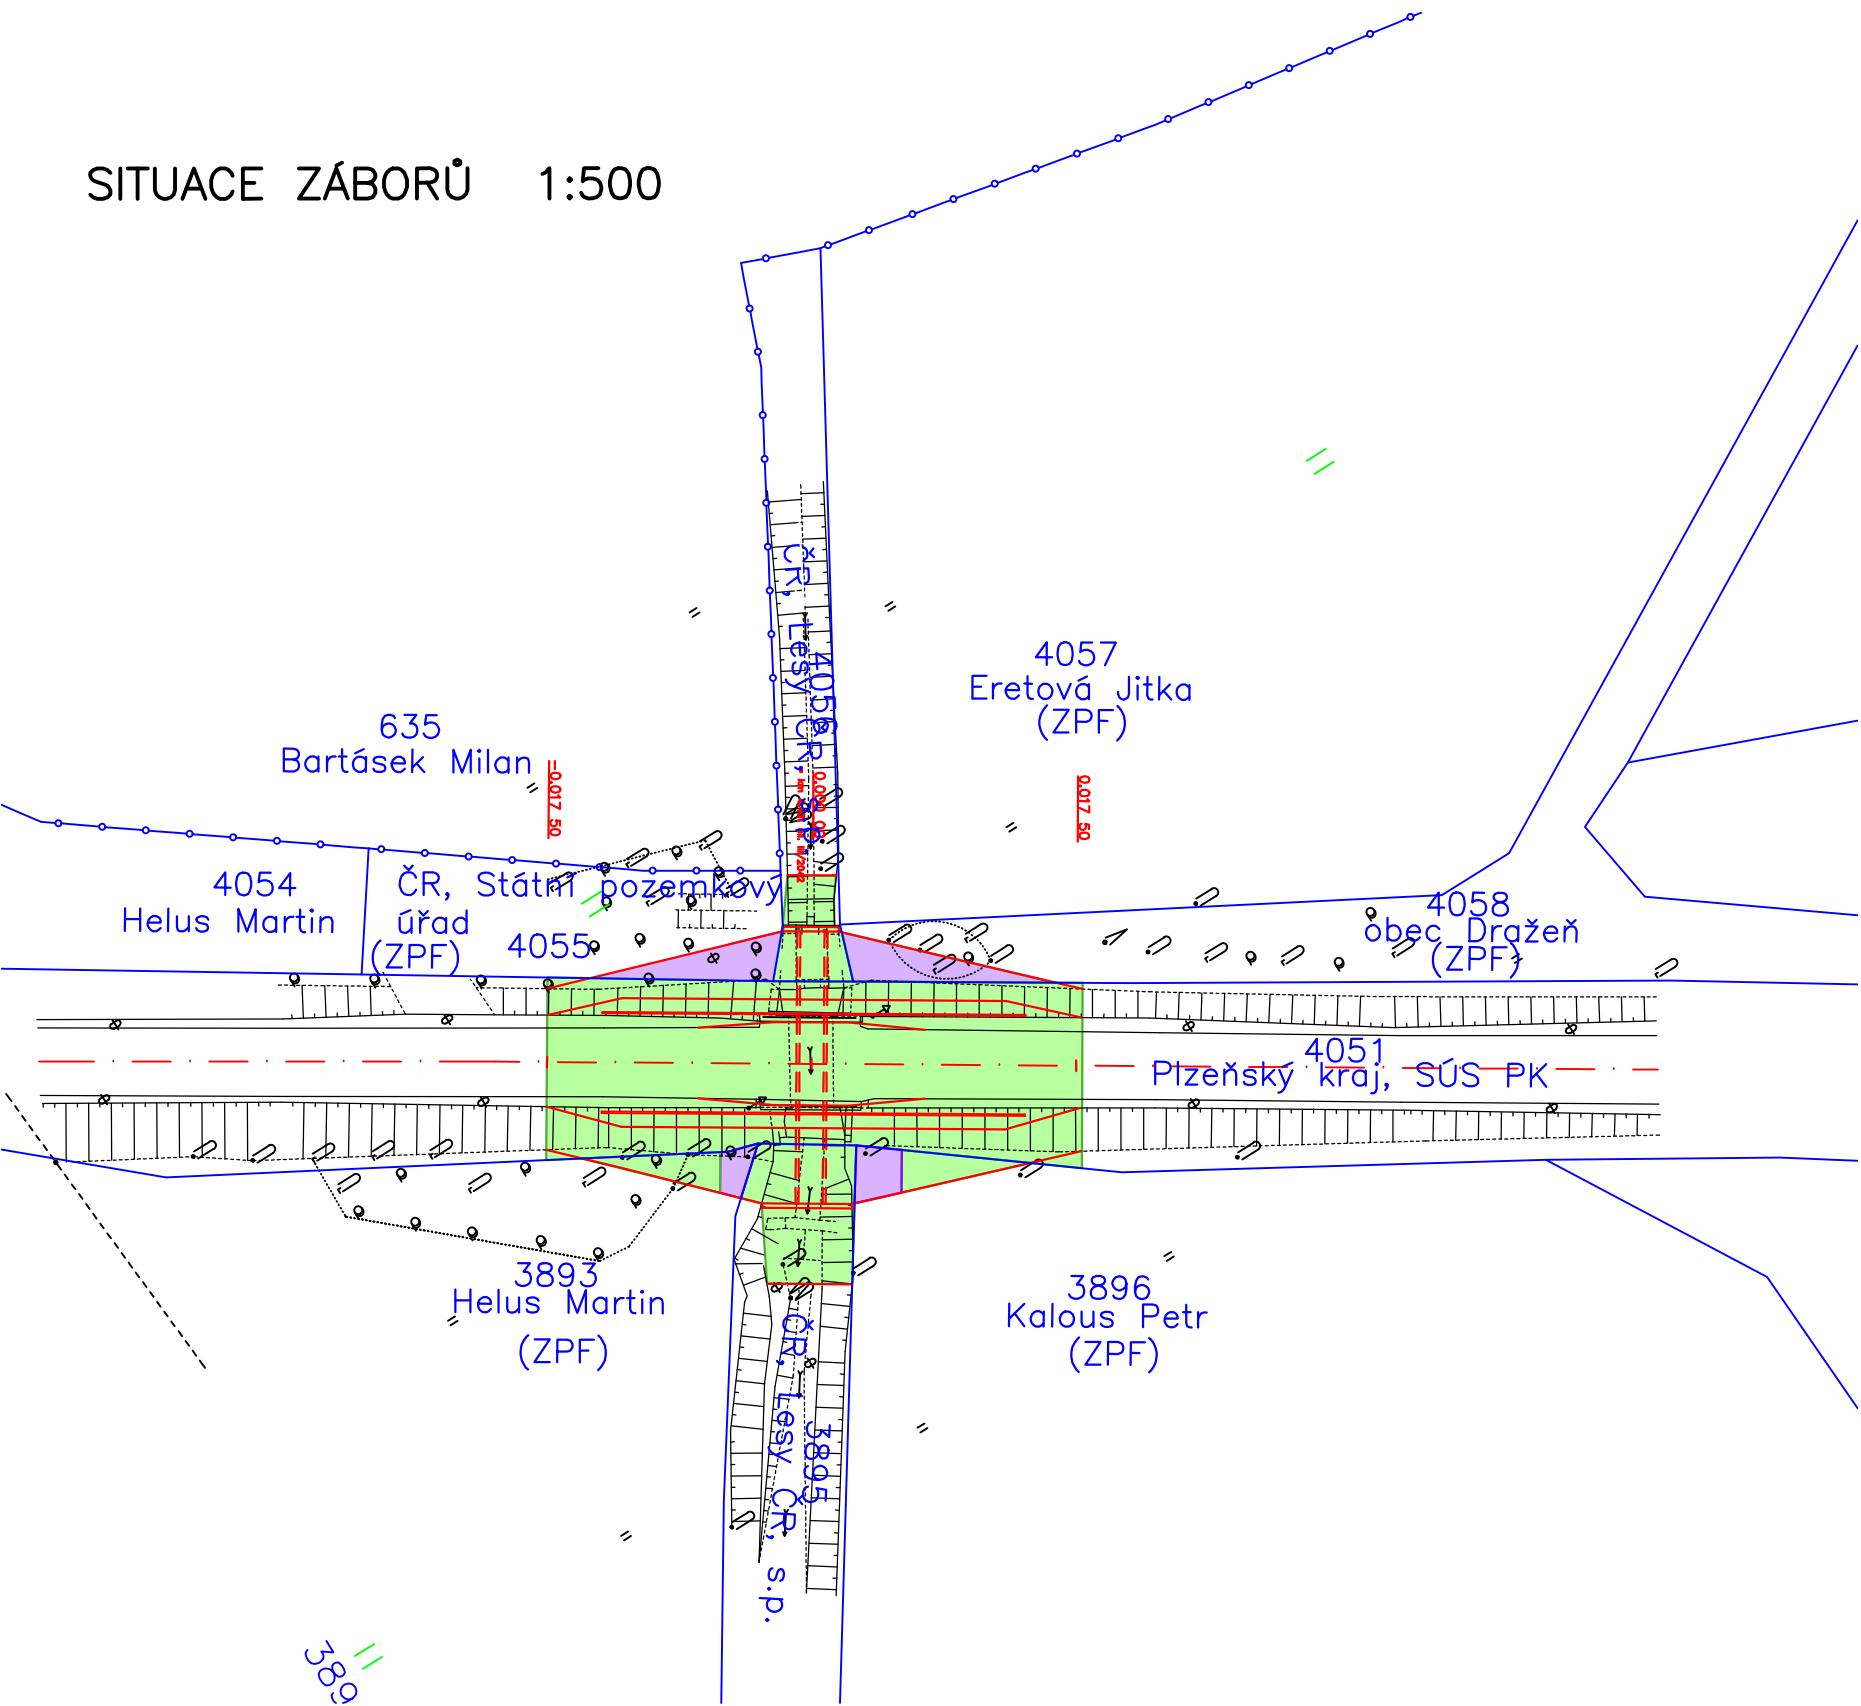 SITUACE ZÁBORŮ 1:500
ČR, Lesy ČR, s.p.
4056
4057
Eretová Jitka
(ZPF)
635
Bartásek Milan
-0.017 50
0.017 50
4054
Helus Martin
ČR, Státní pozemkový
úřad
(ZPF)
4055
4058
obec Dražeň
(ZPF)
4051
Plzeňský kraj, SÚS PK
3893
Helus Martin
(ZPF)
3896
Kalous Petr
(ZPF)
ČR, Lesy ČR, s.p.
3895
389